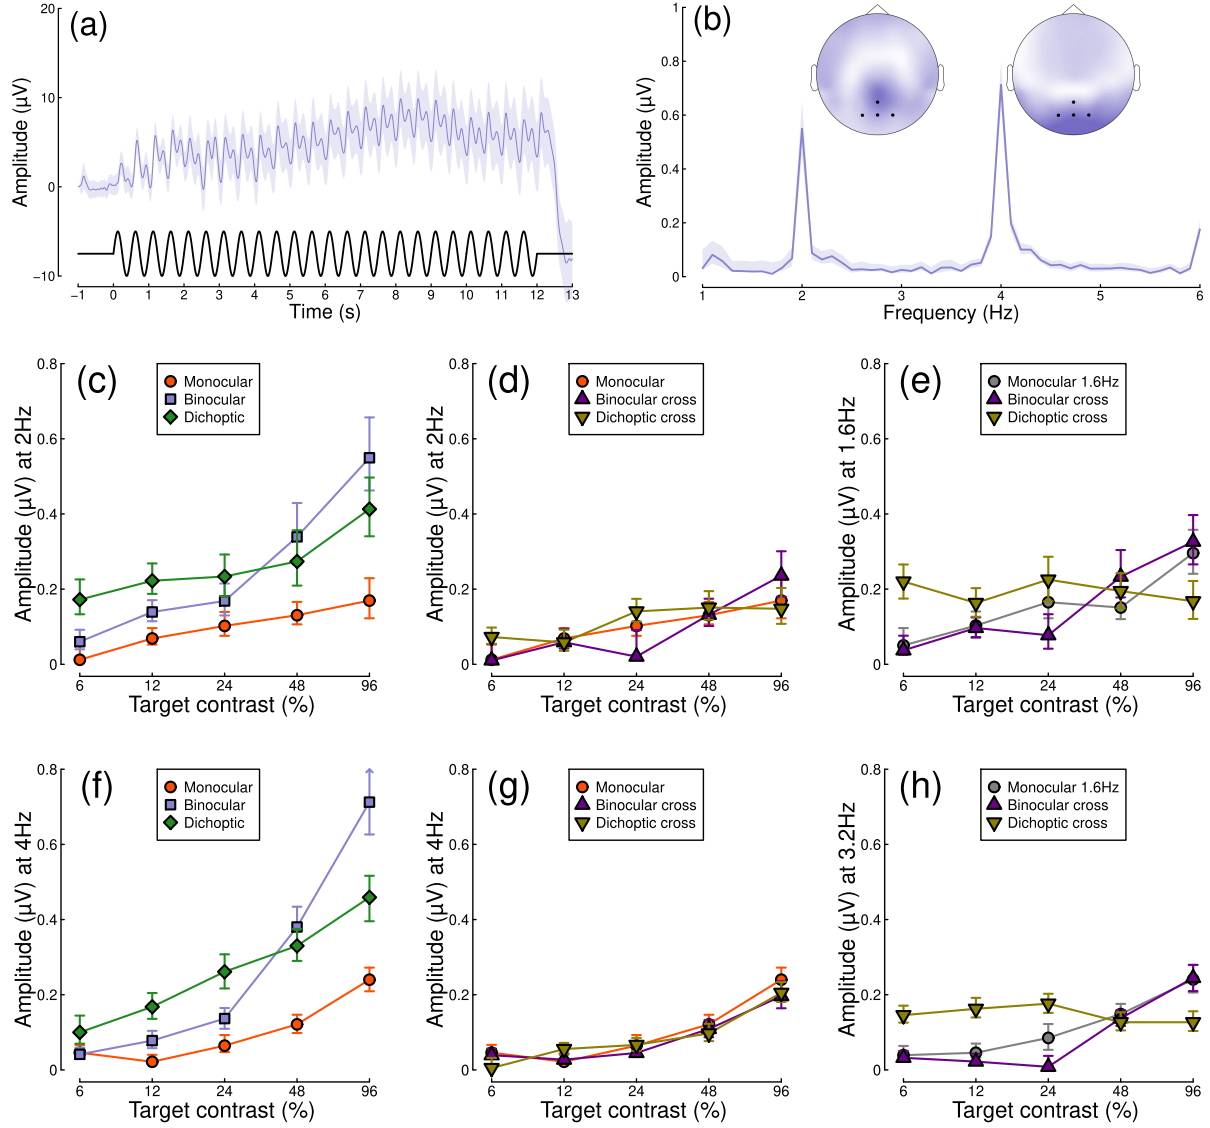 (a)
Amplitude (µV)
20
10
0
−10
−1 0 1 2 3 4 5 6 7 8 9 10 11 12 13
Time (s)
(b)
Amplitude (µV)
1
0.8
0.6
0.4
0.2
0
1 2 3 4 5 6
Frequency (Hz)
(c)
Monocular
Binocular
Dichoptic
Amplitude (µV) at 2Hz
0.8
0.6
0.4
0.2
0
6 12 24 48 96
Target contrast (%)
(d)
Monocular
Binocular cross
Dichoptic cross
Amplitude (µV) at 2Hz
0.8
0.6
0.4
0.2
0
6 12 24 48 96
Target contrast (%)
(e)
Monocular 1.6Hz
Binocular cross
Dichoptic cross
Amplitude (µV) at 1.6Hz
0.8
0.6
0.4
0.2
0
6 12 24 48 96
Target contrast (%)
(f)
Monocular
Binocular
Dichoptic
Amplitude (µV) at 4Hz
0.8
0.6
0.4
0.2
0
6 12 24 48 96
Target contrast (%)
(g)
Monocular
Binocular cross
Dichoptic cross
Amplitude (µV) at 4Hz
0.8
0.6
0.4
0.2
0
6 12 24 48 96
Target contrast (%)
(h)
Monocular 1.6Hz
Binocular cross
Dichoptic cross
Amplitude (µV) at 3.2Hz
0.8
0.6
0.4
0.2
0
6 12 24 48 96
Target contrast (%)